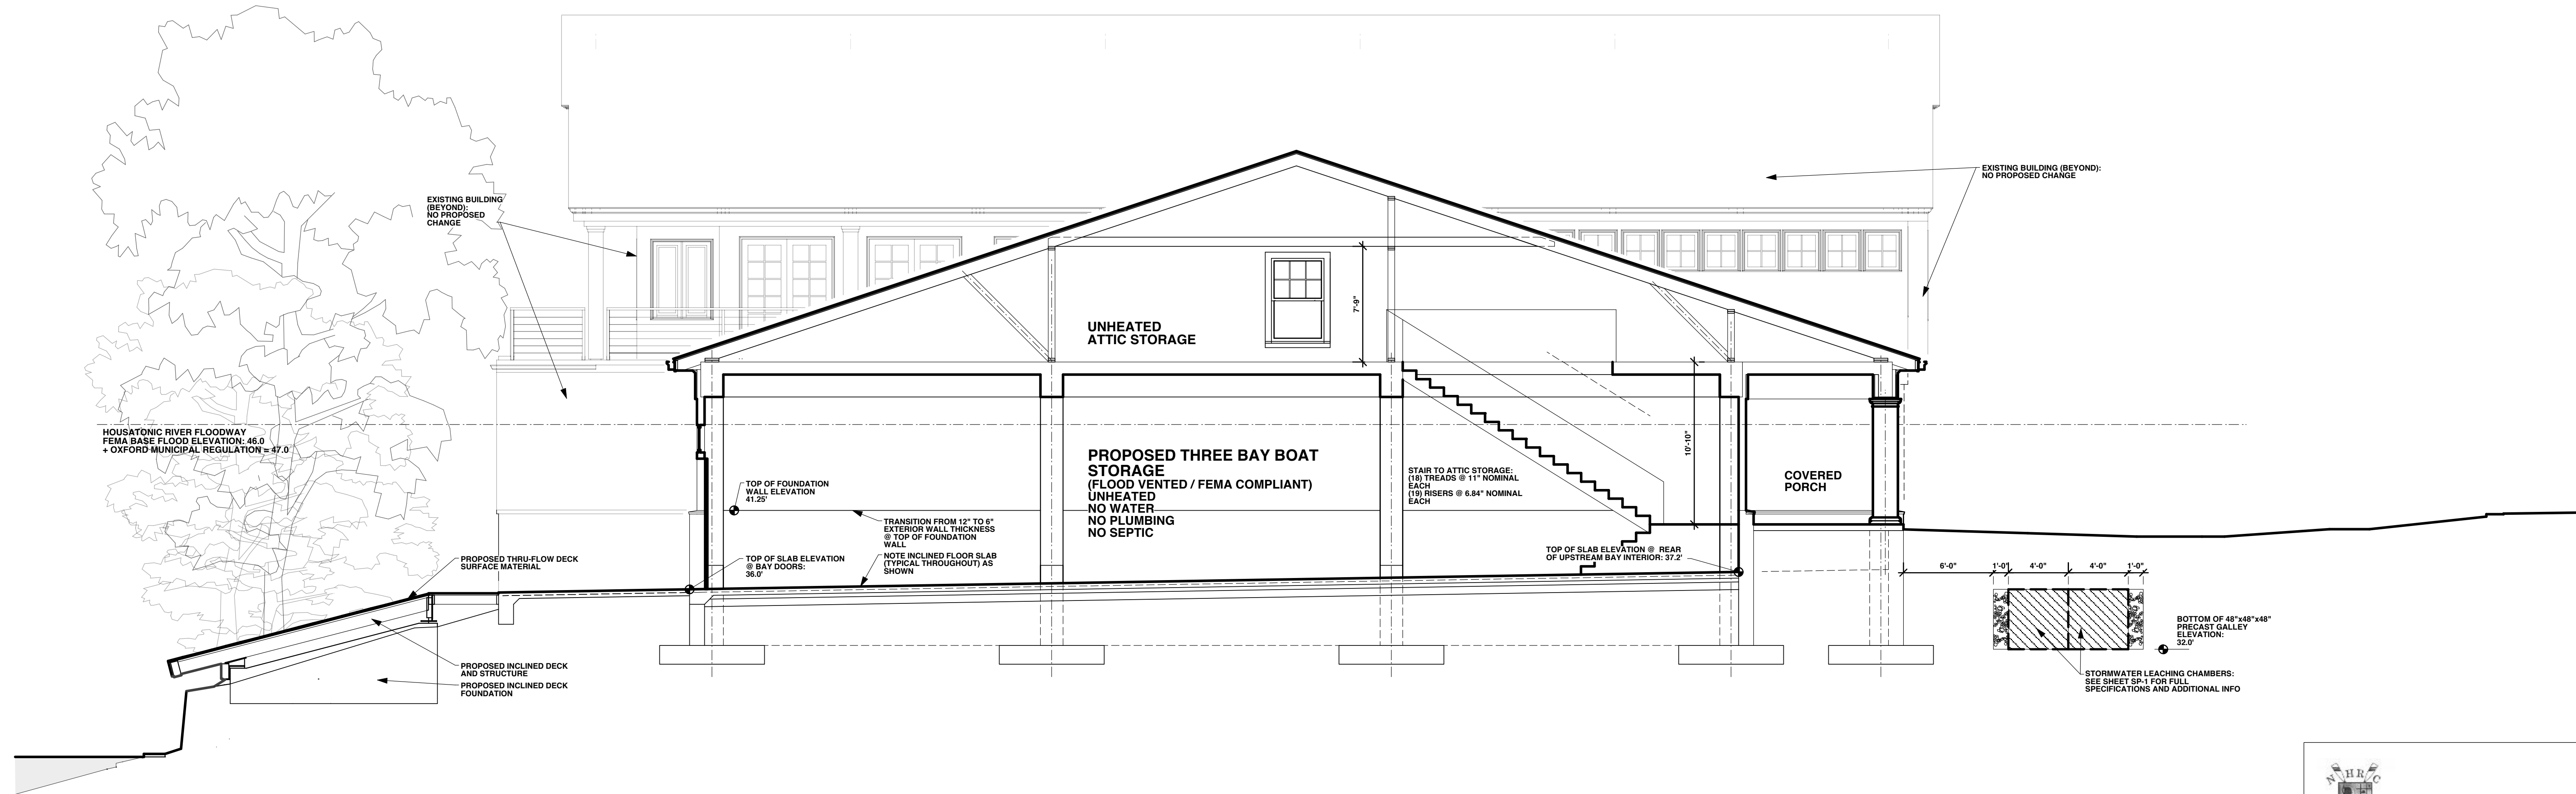 EXISTING BUILDING
(BEYOND):
NO PROPOSED
CHANGE
EXISTING BUILDING (BEYOND):
NO PROPOSED CHANGE
7'-9"
UNHEATED
ATTIC STORAGE
HOUSATONIC RIVER FLOODWAY
FEMA BASE FLOOD ELEVATION: 46.0
+ OXFORD MUNICIPAL REGULATION = 47.0'
PROPOSED THREE BAY BOAT
STORAGE
(FLOOD VENTED / FEMA COMPLIANT)
UNHEATED
NO WATER
NO PLUMBING
NO SEPTIC
10'-10"
STAIR TO ATTIC STORAGE:
(18) TREADS @ 11" NOMINAL
EACH
(19) RISERS @ 6.84" NOMINAL
EACH
COVERED
PORCH
TOP OF FOUNDATION
WALL ELEVATION
41.25'
TRANSITION FROM 12" TO 6"
EXTERIOR WALL THICKNESS
@ TOP OF FOUNDATION
WALL
NOTE INCLINED FLOOR SLAB
(TYPICAL THROUGHOUT) AS
SHOWN
TOP OF SLAB ELEVATION
@ BAY DOORS:
36.0'
TOP OF SLAB ELEVATION @ REAR
OF UPSTREAM BAY INTERIOR: 37.2'
PROPOSED THRU-FLOW DECK
SURFACE MATERIAL
6'-0" 1'-0" 4'-0" 4'-0" 1'-0"
BOTTOM OF 48"x48"x48"
PRECAST GALLEY
ELEVATION:
32.0'
PROPOSED INCLINED DECK
AND STRUCTURE
PROPOSED INCLINED DECK
FOUNDATION
STORMWATER LEACHING CHAMBERS:
SEE SHEET SP-1 FOR FULL
SPECIFICATIONS AND ADDITIONAL INFO
N H R C